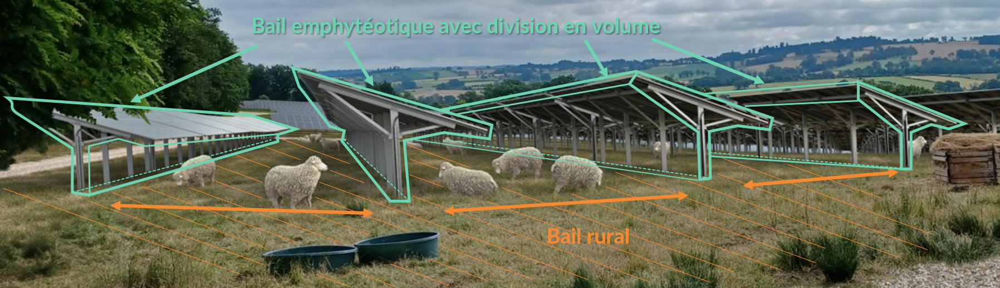 Bail emphytéotique avec division en volume
Bail rural